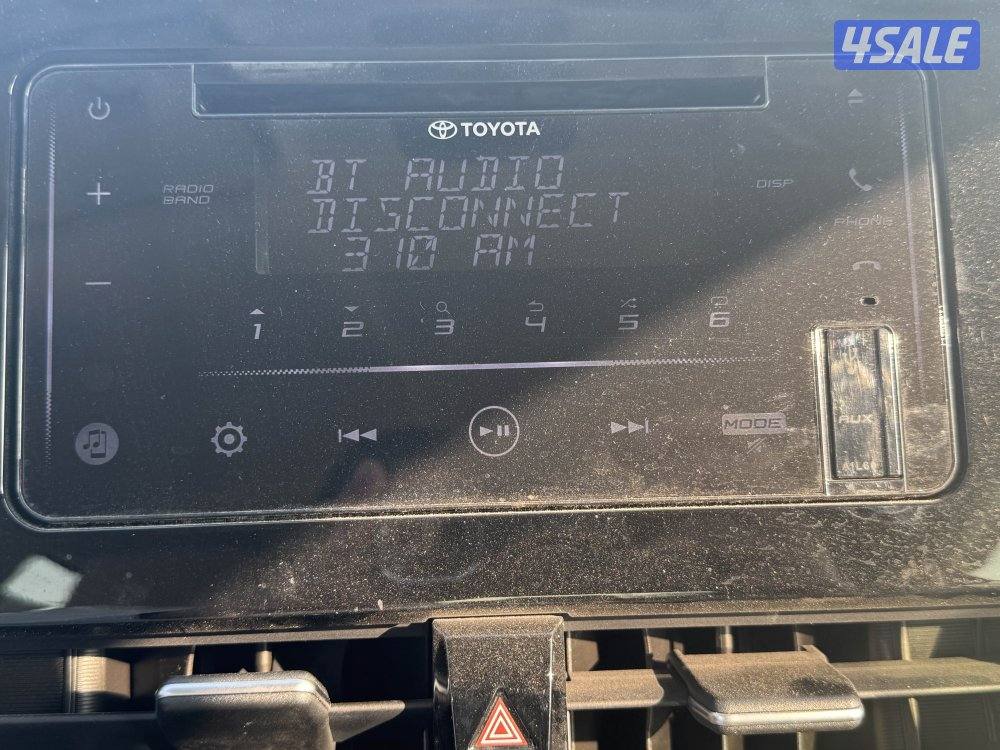 4SALE
TOYOTA
RADIO
BAND
BT AUDIO
DISCONNECT
3 10 AM
DISP
PHONE
1 2 3 4 5 6
MODE
AUX